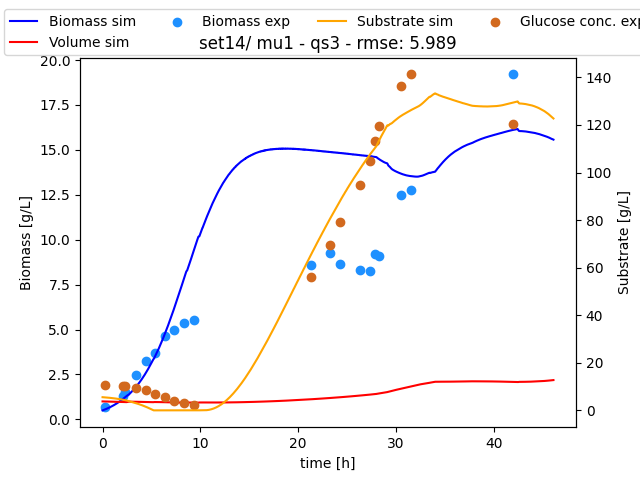 Biomass sim Biomass exp Substrate sim Glucose conc. ex
Volume sim
set14/ mu1 - qs3 - rmse: 5.989
20.0
17.5
15.0
12.5
10.0
7.5
5.0
2.5
0.0
Biomass [g/L]
140
120
100
80
60
40
20
0
Substrate [g/L]
0 10 20 30 40
time [h]